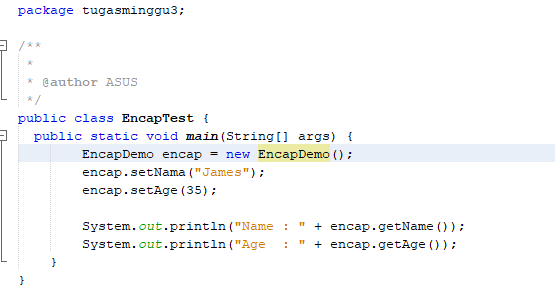 package tugasminggu3;
/**
 *
 * @author ASUS
 */
public class EncapTest {
  public static void main(String[] args) {
        EncapDemo encap = new EncapDemo();
        encap.setNama("James");
        encap.setAge(35);
        System.out.println("Name : " + encap.getName());
        System.out.println("Age  : " + encap.getAge());
    }
}